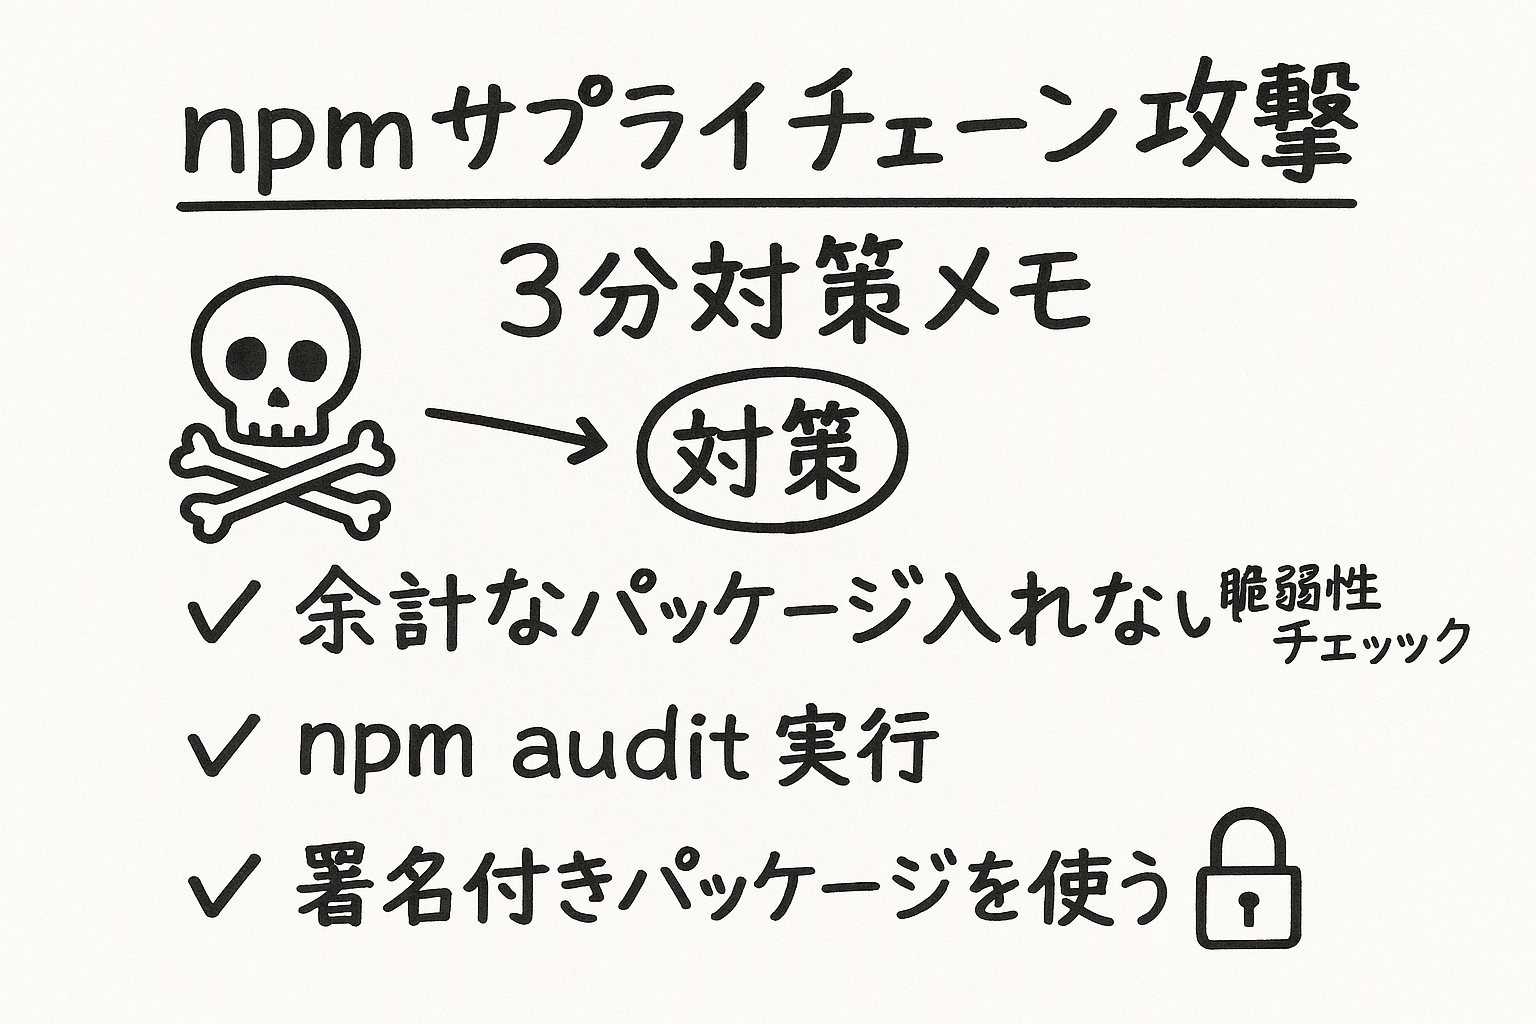 npmサプライチェーン攻撃
3分対策メモ
対策
✓ 余計なパッケージ入れない
脆弱性
チェッック
✓ npm audit 実行
✓ 署名付きパッケージを使う